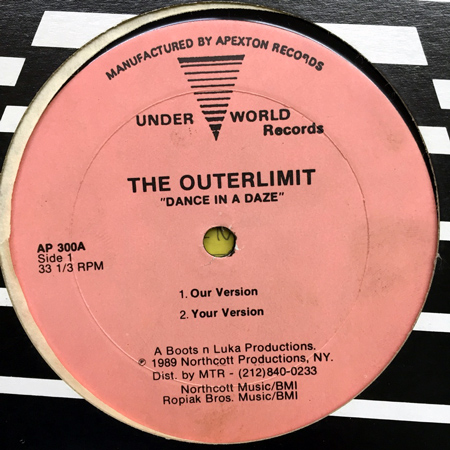 MANUFACTURED BY APEXTON RECORDS
UNDER WORLD
Records
THE OUTERLIMIT
"DANCE IN A DAZE"
AP 300A
Side 1
33 1/3 RPM
1. Our Version
2. Your Version
A Boots n Luka Productions.
℗ 1989 Northcott Productions, NY.
Dist. by MTR - (212)840-0233
Northcott Music/BMI
Ropiak Bros. Music/BMI